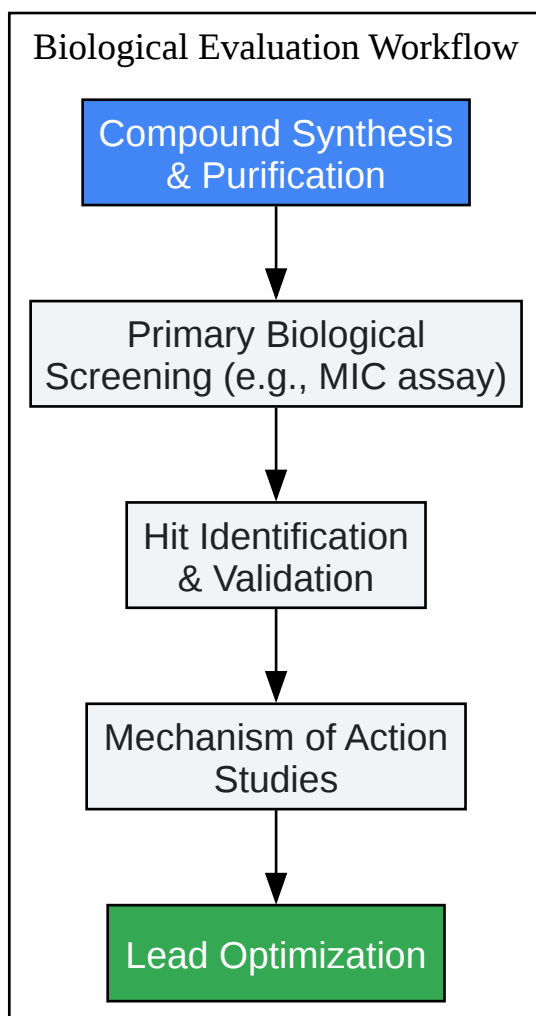 Biological Evaluation Workflow
Compound Synthesis
& Purification
Primary Biological
Screening (e.g., MIC assay)
Hit Identification
& Validation
Mechanism of Action
Studies
Lead Optimization